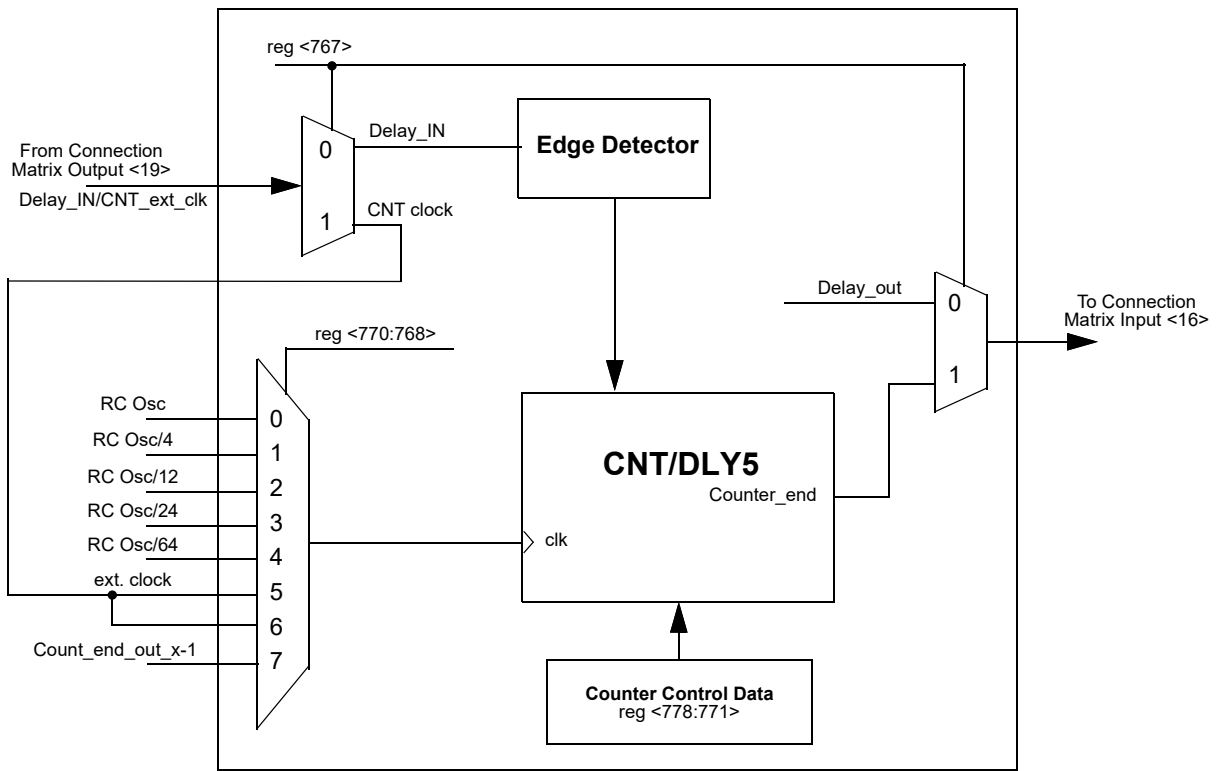 reg <767>
From Connection
Matrix Output <19>
Delay_IN/CNT_ext_clk
0
1
Delay_IN
CNT clock
Edge Detector
Delay_out
0
1
To Connection
Matrix Input <16>
reg <770:768>
RC Osc
RC Osc/4
RC Osc/12
RC Osc/24
RC Osc/64
ext. clock
Count_end_out_x-1
0
1
2
3
4
5
6
7
CNT/DLY5
Counter_end
clk
Counter Control Data
reg <778:771>